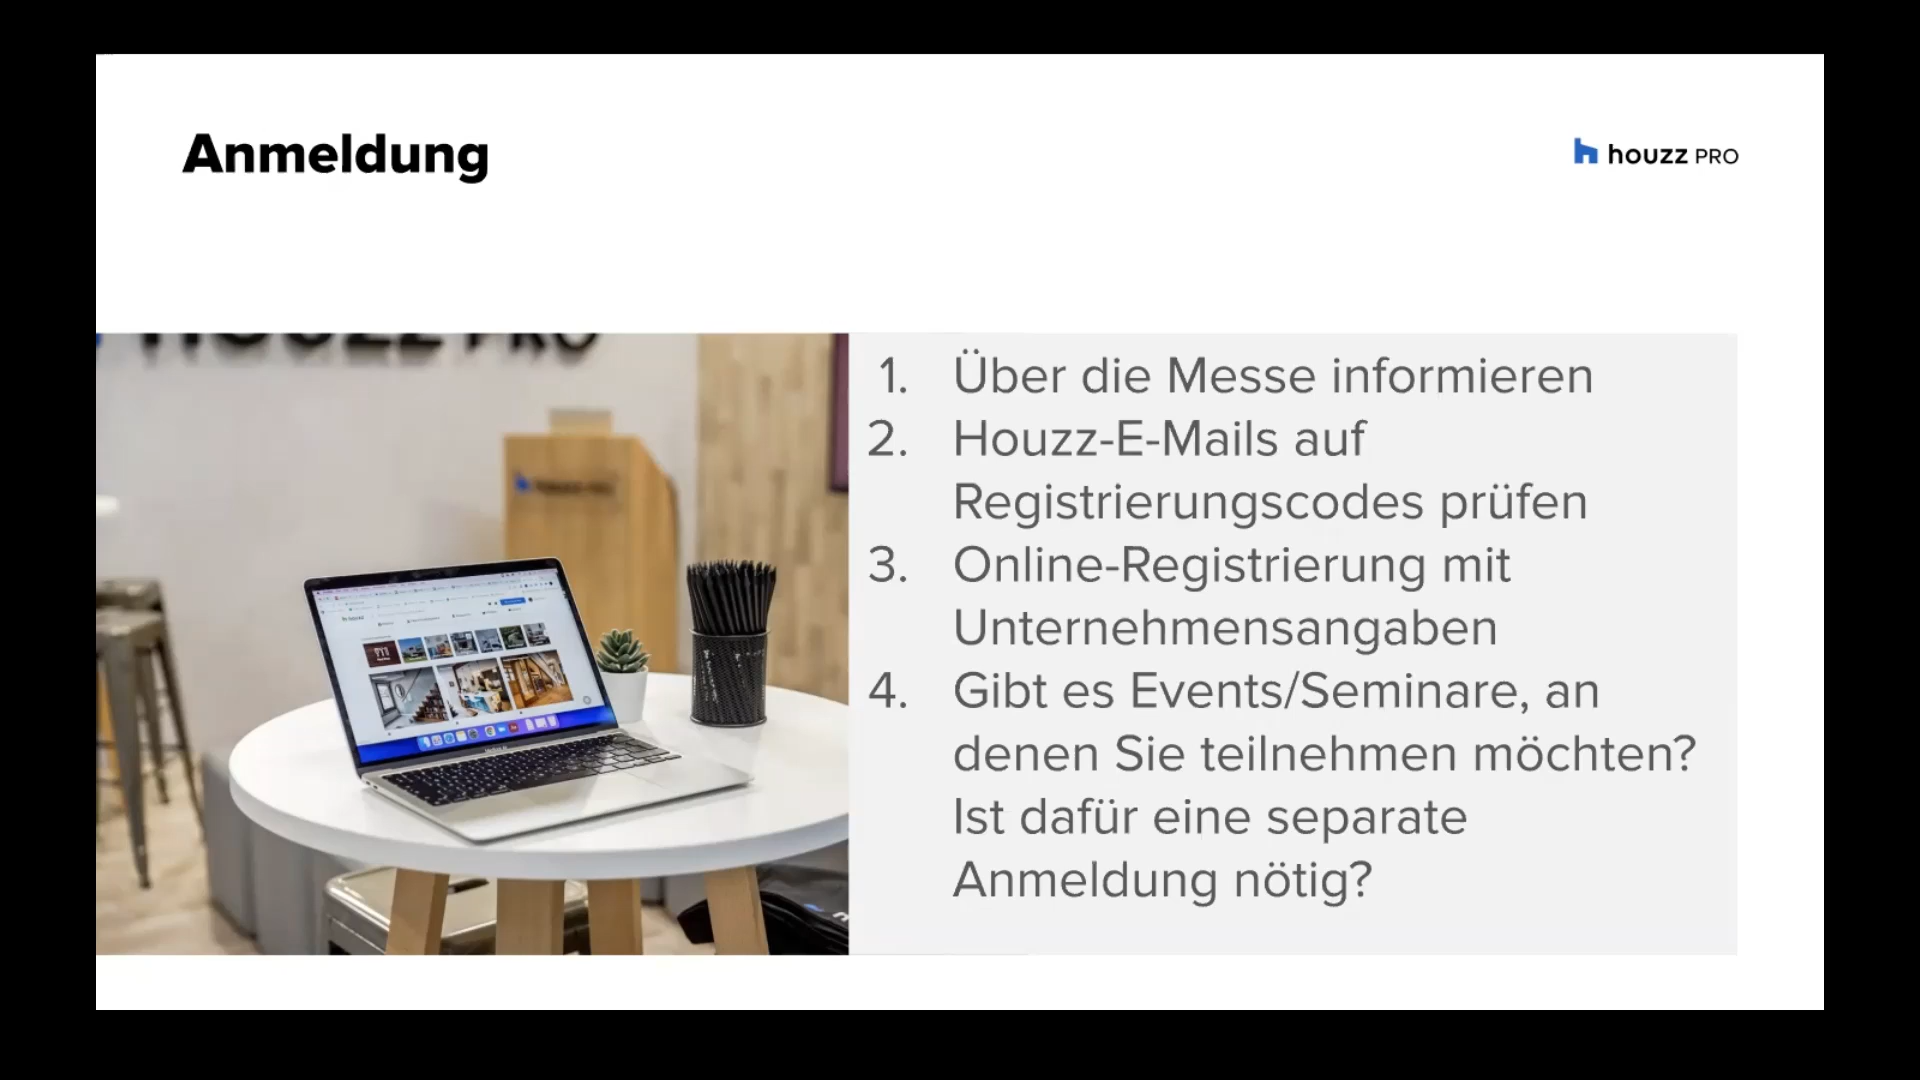 Anmeldung
houzz PRO
1. Über die Messe informieren
2. Houzz-E-Mails auf
Registrierungscodes prüfen
3. Online-Registrierung mit
Unternehmensangaben
4. Gibt es Events/Seminare, an
denen Sie teilnehmen möchten?
Ist dafür eine separate
Anmeldung nötig?